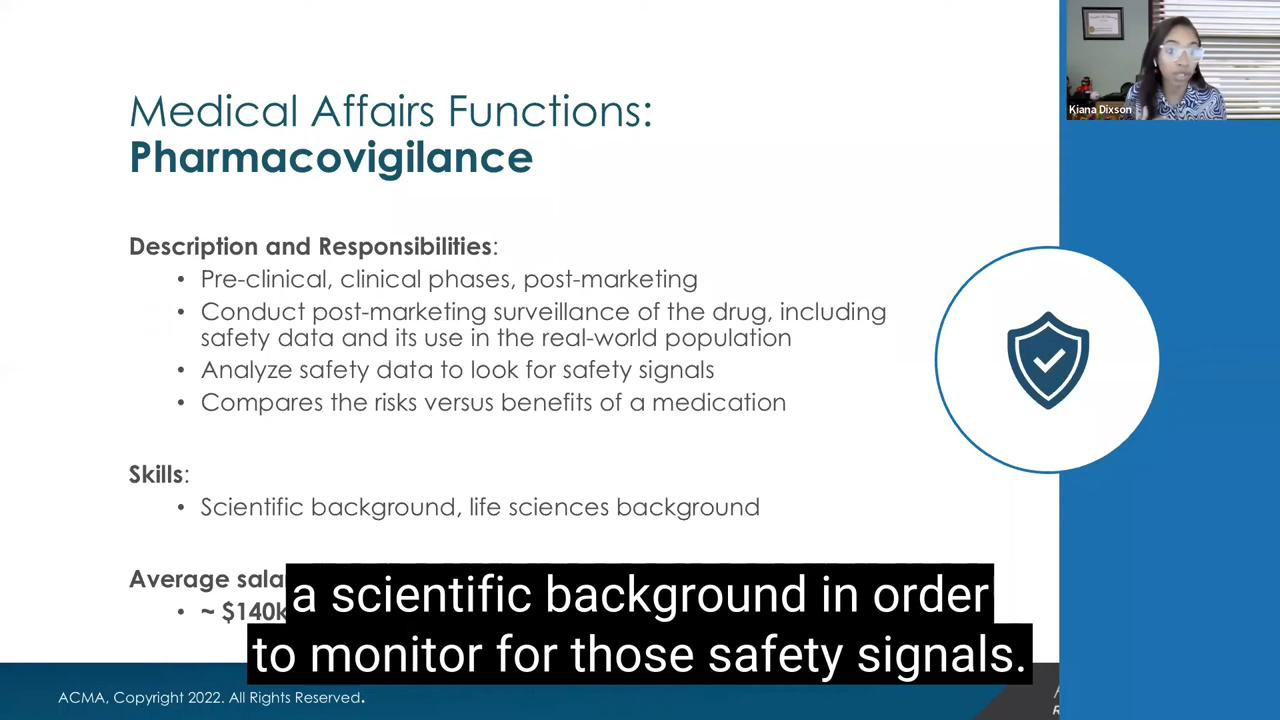 Kiana Dixson
Medical Affairs Functions:
Pharmacovigilance
Description and Responsibilities:
• Pre-clinical, clinical phases, post-marketing
• Conduct post-marketing surveillance of the drug, including
safety data and its use in the real-world population
• Analyze safety data to look for safety signals
• Compares the risks versus benefits of a medication
Skills:
• Scientific background, life sciences background
Average sala
• ~ $140k
a scientific background in order
to monitor for those safety signals.
ACMA, Copyright 2022. All Rights Reserved.